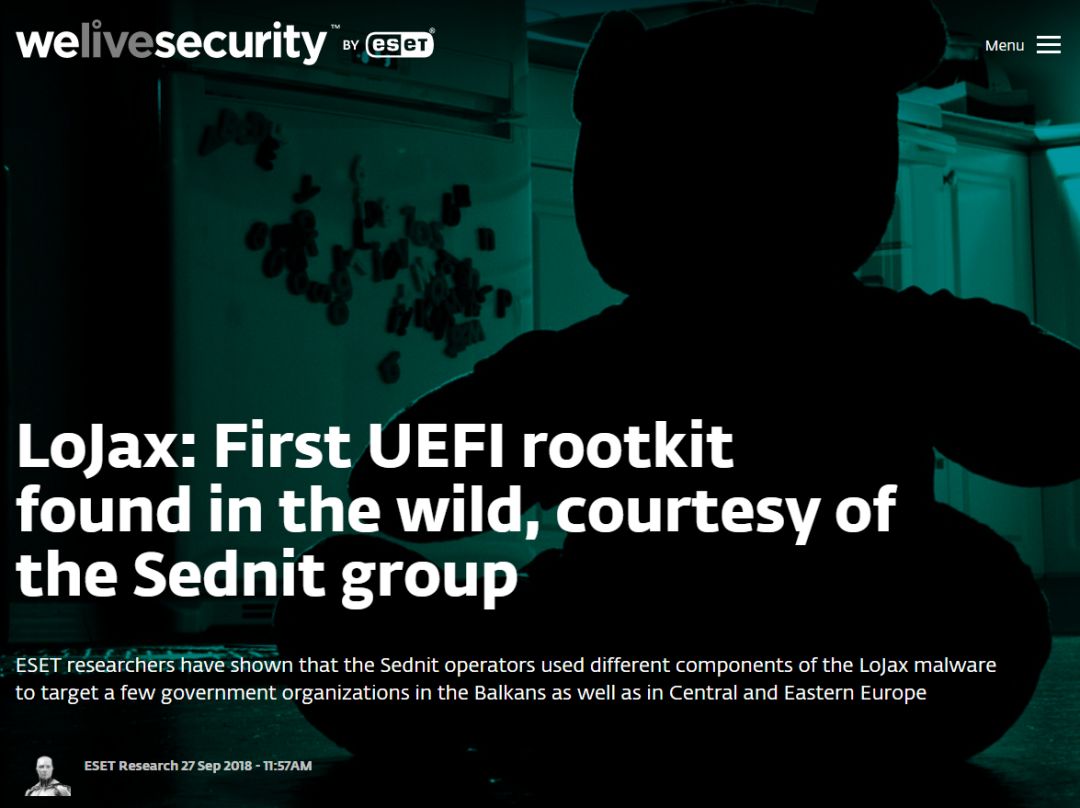 welivesecurity™ BY eset®
Menu
LoJax: First UEFI rootkit
found in the wild, courtesy of
the Sednit group
ESET researchers have shown that the Sednit operators used different components of the LoJax malware
to target a few government organizations in the Balkans as well as in Central and Eastern Europe
ESET Research 27 Sep 2018 - 11:57AM